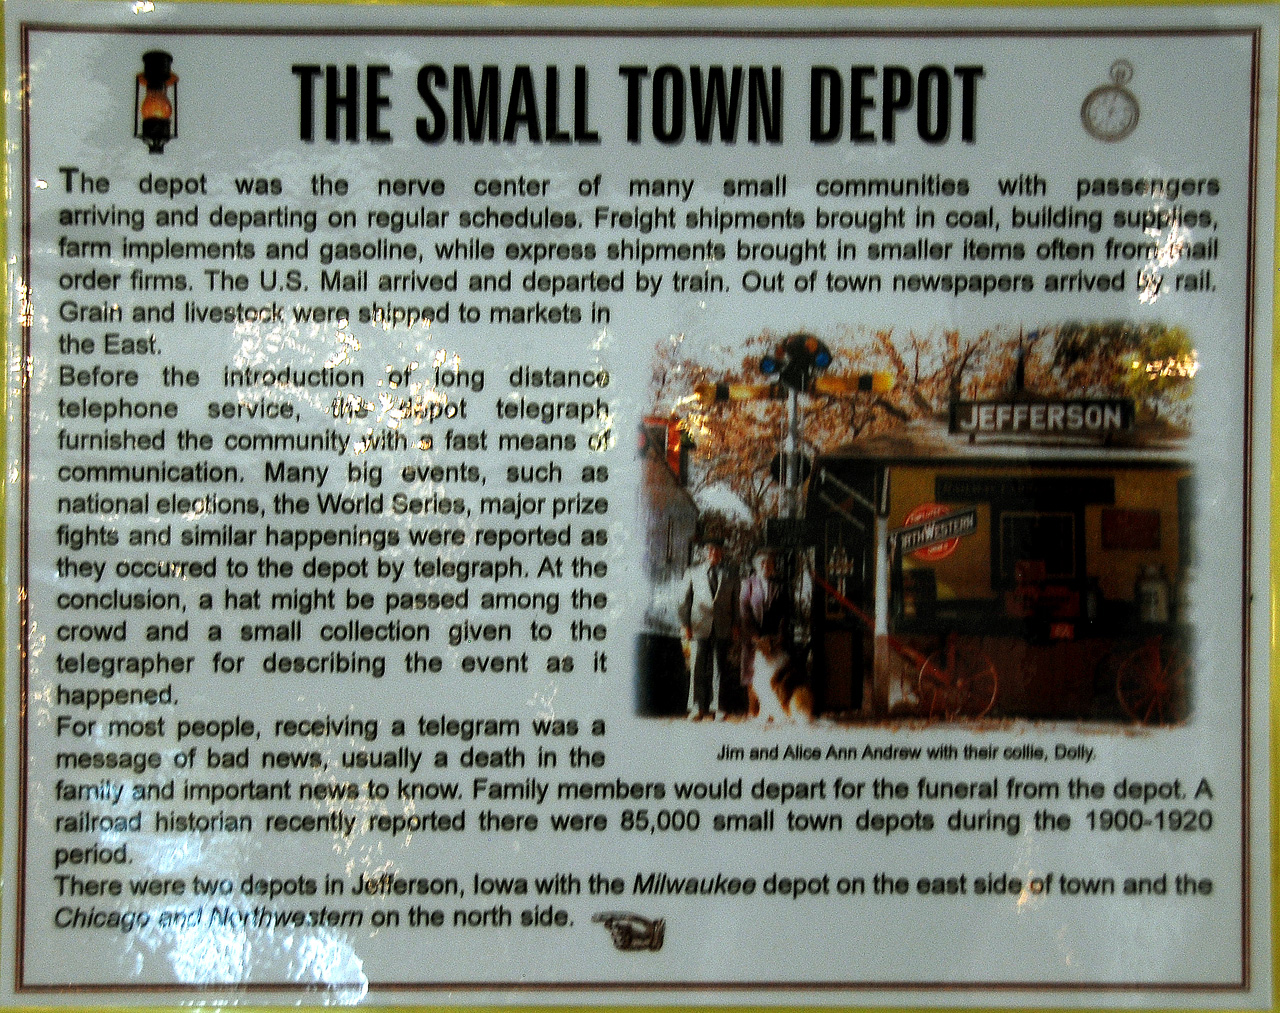 THE SMALL TOWN DEPOT
The depot was the nerve center of many small communities with passengers
arriving and departing on regular schedules. Freight shipments brought in coal, building supplies,
farm implements and gasoline, while express shipments brought in smaller items often from mail
order firms. The U.S. Mail arrived and departed by train. Out of town newspapers arrived by rail.
Grain and livestock were shipped to markets in
the East.
Before the introduction of long distance
telephone service, the depot telegraph
furnished the community with a fast means of
communication. Many big events, such as
national elections, the World Series, major prize
fights and similar happenings were reported as
they occurred to the depot by telegraph. At the
conclusion, a hat might be passed among the
crowd and a small collection given to the
telegrapher for describing the event as it
happened.
For most people, receiving a telegram was a
message of bad news, usually a death in the
family and important news to know. Family members would depart for the funeral from the depot. A
railroad historian recently reported there were 85,000 small town depots during the 1900-1920
period.
There were two depots in Jefferson, Iowa with the Milwaukee depot on the east side of town and the
Chicago and Northwestern on the north side.
JEFFERSON
NORTHWESTERN
Jim and Alice Ann Andrew with their collie, Dolly.